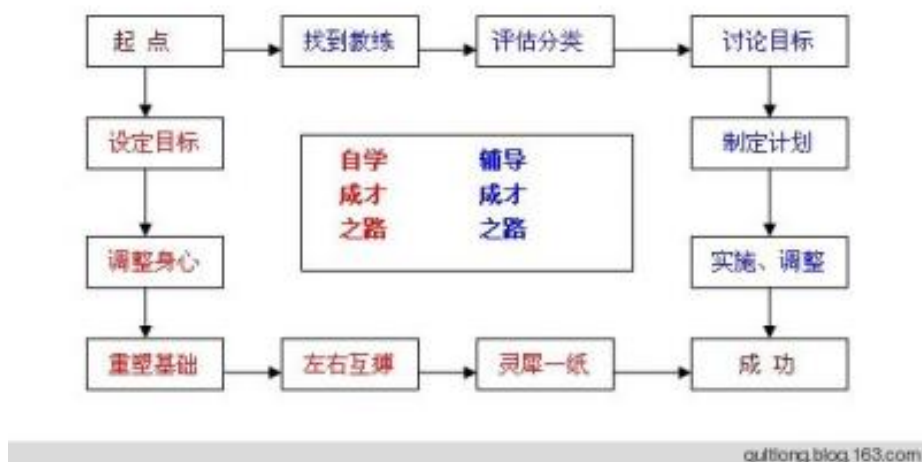 起 点
找到教练
评估分类
讨论目标
设定目标
制定计划
自学
成才
之路
辅导
成才
之路
调整身心
实施、调整
重塑基础
左右互搏
灵犀一纸
成 功
gultlong.blog.163.com